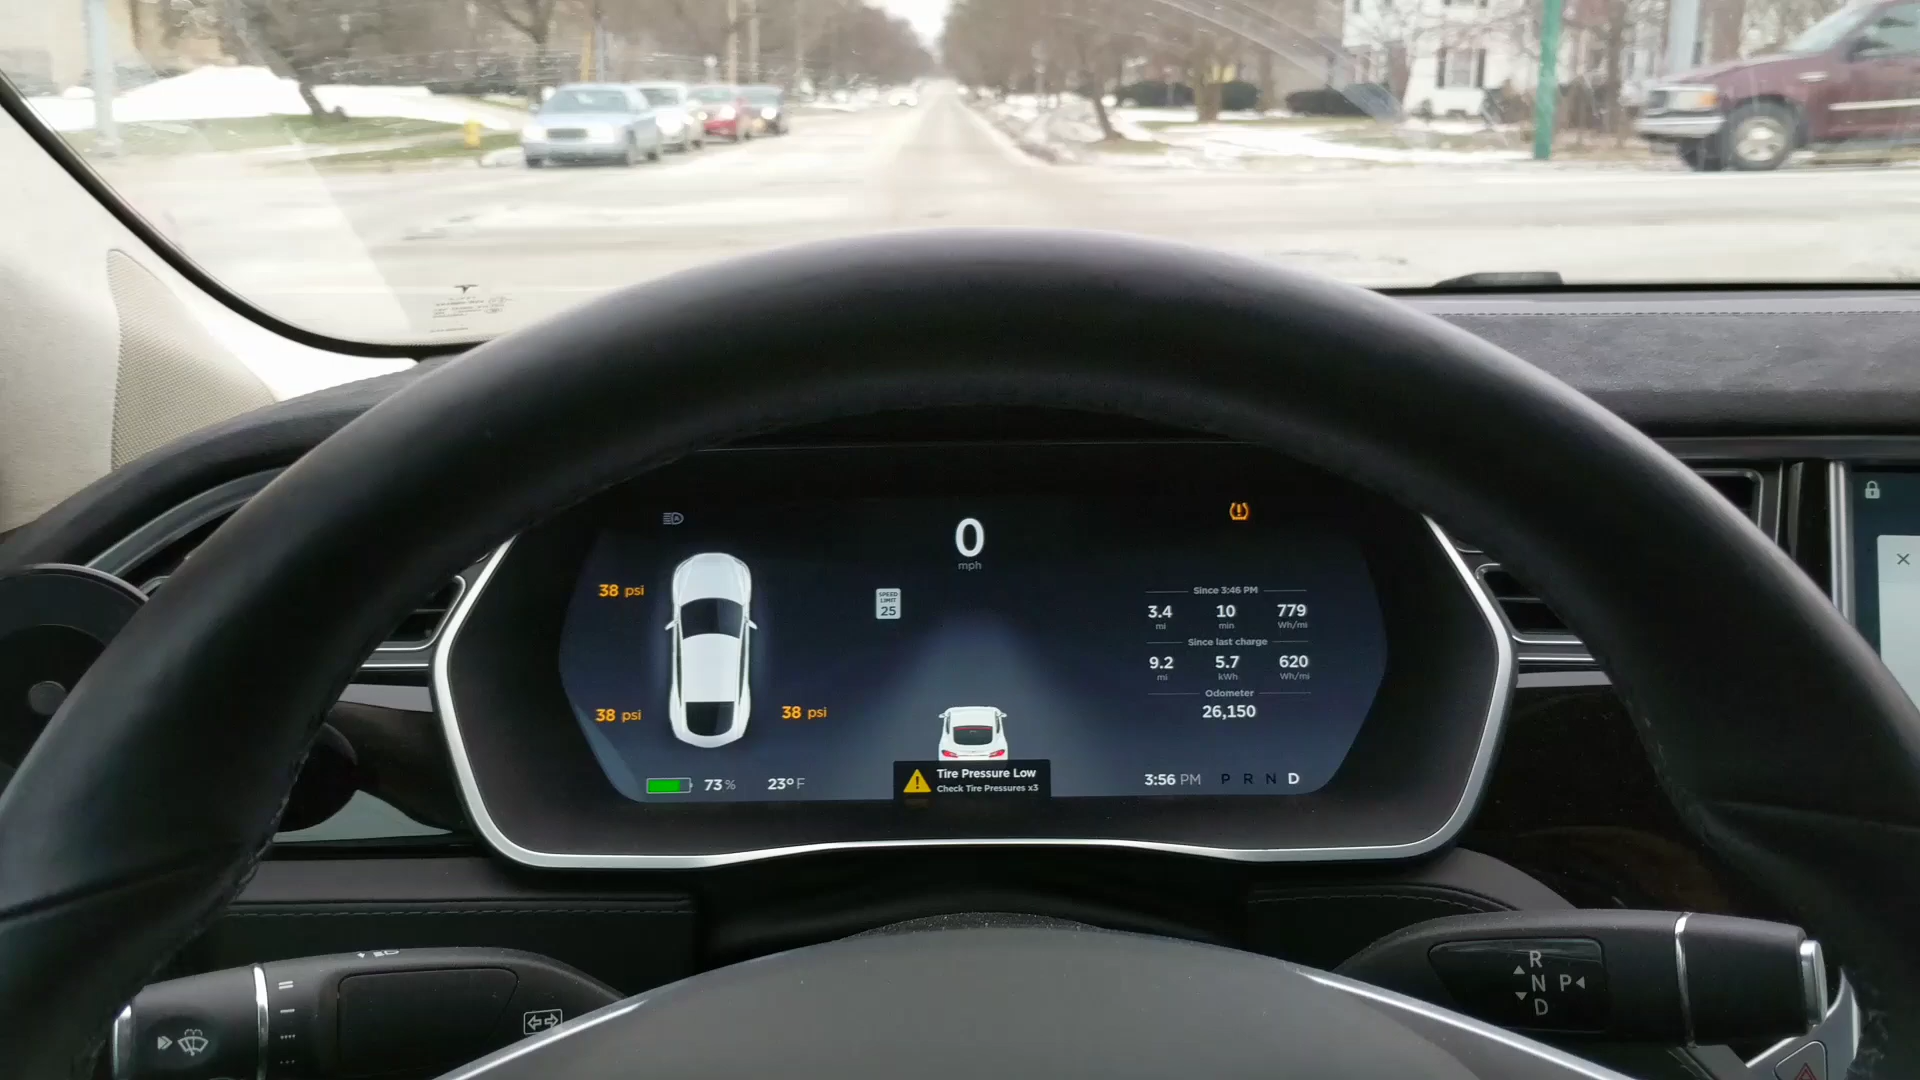 0
mph
38 psi
SPEED
LIMIT
25
Since 3:46 PM
3.4 10 779
mi min Wh/mi
Since last charge
9.2 5.7 620
mi kWh Wh/mi
Odometer
26,150
38 psi
38 psi
73 %
23° F
Tire Pressure Low
Check Tire Pressures x3
3:56 PM
P R N D
R
N P
D